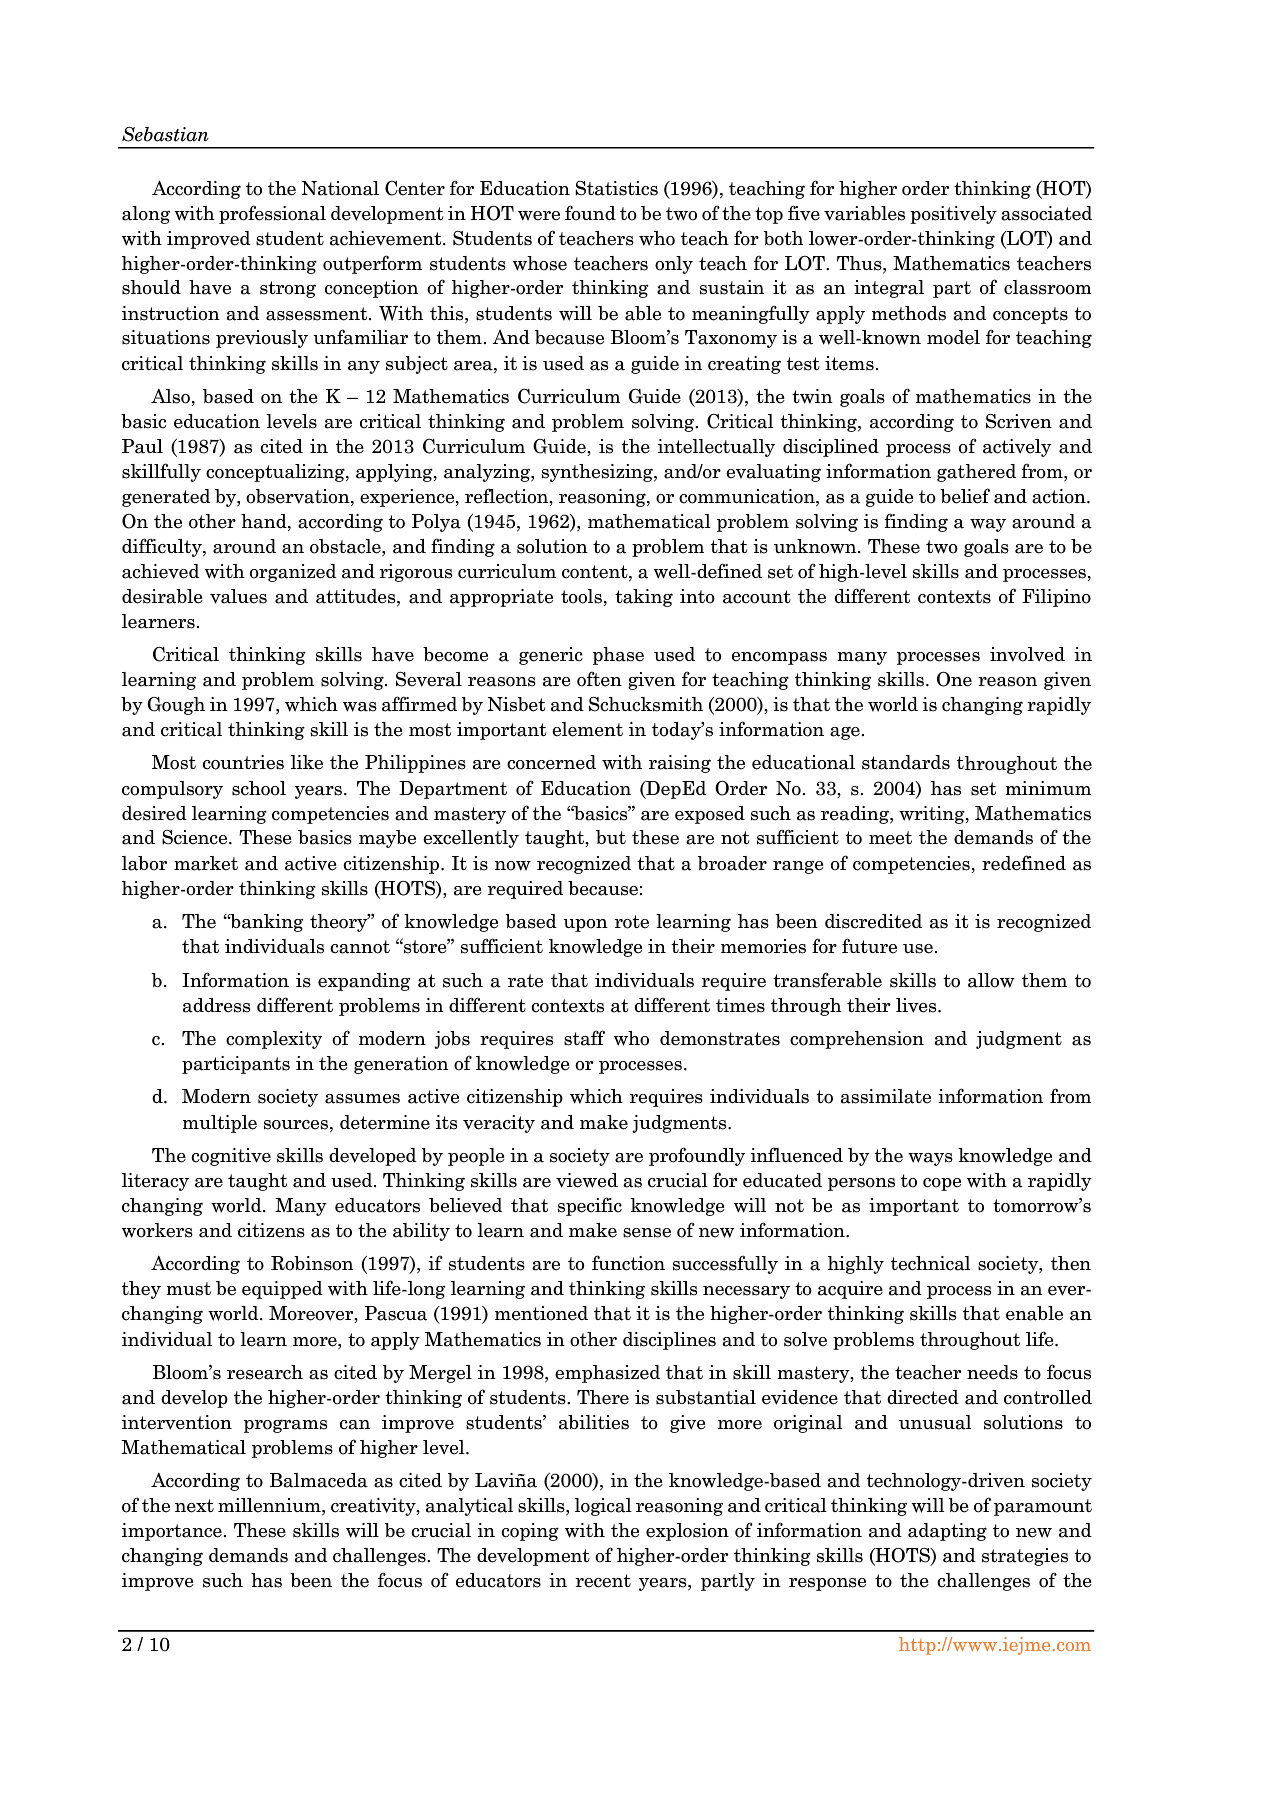 Sebastian
According to the National Center for Education Statistics (1996), teaching for higher order thinking (HOT)
along with professional development in HOT were found to be two of the top five variables positively associated
with improved student achievement. Students of teachers who teach for both lower-order-thinking (LOT) and
higher-order-thinking outperform students whose teachers only teach for LOT. Thus, Mathematics teachers
should have a strong conception of higher-order thinking and sustain it as an integral part of classroom
instruction and assessment. With this, students will be able to meaningfully apply methods and concepts to
situations previously unfamiliar to them. And because Bloom’s Taxonomy is a well-known model for teaching
critical thinking skills in any subject area, it is used as a guide in creating test items.
Also, based on the K – 12 Mathematics Curriculum Guide (2013), the twin goals of mathematics in the
basic education levels are critical thinking and problem solving. Critical thinking, according to Scriven and
Paul (1987) as cited in the 2013 Curriculum Guide, is the intellectually disciplined process of actively and
skillfully conceptualizing, applying, analyzing, synthesizing, and/or evaluating information gathered from, or
generated by, observation, experience, reflection, reasoning, or communication, as a guide to belief and action.
On the other hand, according to Polya (1945, 1962), mathematical problem solving is finding a way around a
difficulty, around an obstacle, and finding a solution to a problem that is unknown. These two goals are to be
achieved with organized and rigorous curriculum content, a well-defined set of high-level skills and processes,
desirable values and attitudes, and appropriate tools, taking into account the different contexts of Filipino
learners.
Critical thinking skills have become a generic phase used to encompass many processes involved in
learning and problem solving. Several reasons are often given for teaching thinking skills. One reason given
by Gough in 1997, which was affirmed by Nisbet and Schucksmith (2000), is that the world is changing rapidly
and critical thinking skill is the most important element in today’s information age.
Most countries like the Philippines are concerned with raising the educational standards throughout the
compulsory school years. The Department of Education (DepEd Order No. 33, s. 2004) has set minimum
desired learning competencies and mastery of the “basics” are exposed such as reading, writing, Mathematics
and Science. These basics maybe excellently taught, but these are not sufficient to meet the demands of the
labor market and active citizenship. It is now recognized that a broader range of competencies, redefined as
higher-order thinking skills (HOTS), are required because:
a. The “banking theory” of knowledge based upon rote learning has been discredited as it is recognized
that individuals cannot “store” sufficient knowledge in their memories for future use.
b. Information is expanding at such a rate that individuals require transferable skills to allow them to
address different problems in different contexts at different times through their lives.
c. The complexity of modern jobs requires staff who demonstrates comprehension and judgment as
participants in the generation of knowledge or processes.
d. Modern society assumes active citizenship which requires individuals to assimilate information from
multiple sources, determine its veracity and make judgments.
The cognitive skills developed by people in a society are profoundly influenced by the ways knowledge and
literacy are taught and used. Thinking skills are viewed as crucial for educated persons to cope with a rapidly
changing world. Many educators believed that specific knowledge will not be as important to tomorrow’s
workers and citizens as to the ability to learn and make sense of new information.
According to Robinson (1997), if students are to function successfully in a highly technical society, then
they must be equipped with life-long learning and thinking skills necessary to acquire and process in an ever-
changing world. Moreover, Pascua (1991) mentioned that it is the higher-order thinking skills that enable an
individual to learn more, to apply Mathematics in other disciplines and to solve problems throughout life.
Bloom’s research as cited by Mergel in 1998, emphasized that in skill mastery, the teacher needs to focus
and develop the higher-order thinking of students. There is substantial evidence that directed and controlled
intervention programs can improve students’ abilities to give more original and unusual solutions to
Mathematical problems of higher level.
According to Balmaceda as cited by Laviña (2000), in the knowledge-based and technology-driven society
of the next millennium, creativity, analytical skills, logical reasoning and critical thinking will be of paramount
importance. These skills will be crucial in coping with the explosion of information and adapting to new and
changing demands and challenges. The development of higher-order thinking skills (HOTS) and strategies to
improve such has been the focus of educators in recent years, partly in response to the challenges of the
2 / 10
http://www.iejme.com